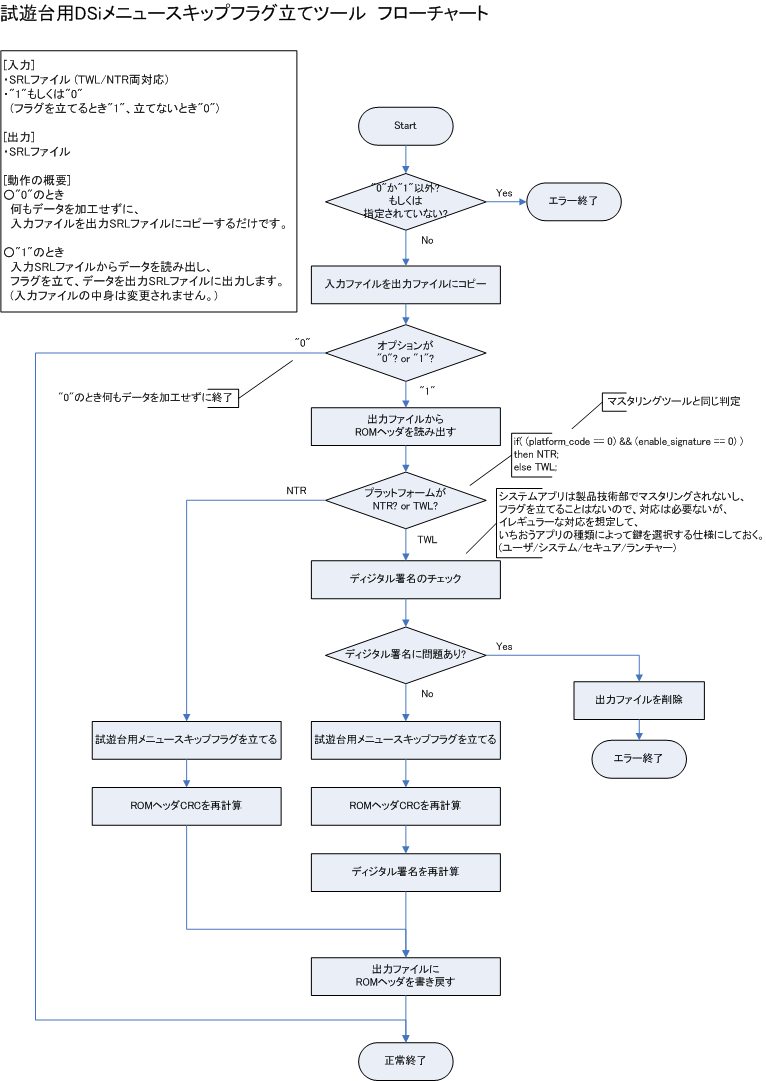 試遊台用DSiメニュースキップフラグ立てツール フローチャート
[入力]
・SRLファイル (TWL/NTR両対応)
・"1"もしくは"0"
(フラグを立てるとき"1"、立てないとき"0")
[出力]
・SRLファイル
[動作の概要]
○"0"のとき
何もデータを加工せずに、
入力ファイルを出力SRLファイルにコピーするだけです。
○"1"のとき
入力SRLファイルからデータを読み出し、
フラグを立て、データを出力SRLファイルに出力します。
(入力ファイルの中身は変更されません。)
Start
"0"か"1"以外?
もしくは
指定されていない?
Yes
エラー終了
No
入力ファイルを出力ファイルにコピー
オプションが
"0"? or "1"?
"0"
"0"のとき何もデータを加工せずに終了
"1"
出力ファイルから
ROMヘッダを読み出す
マスタリングツールと同じ判定
if( (platform_code == 0) && (enable_signature == 0) )
then NTR;
else TWL;
プラットフォームが
NTR? or TWL?
NTR
TWL
システムアプリは製品技術部でマスタリングされないし、
フラグを立てることはないので、対応は必要ないが、
イレギュラーな対応を想定して、
いちおうアプリの種類によって鍵を選択する仕様にしておく。
(ユーザ/システム/セキュア/ランチャー)
ディジタル署名のチェック
ディジタル署名に問題あり?
Yes
No
出力ファイルを削除
エラー終了
試遊台用メニュースキップフラグを立てる
試遊台用メニュースキップフラグを立てる
ROMヘッダCRCを再計算
ROMヘッダCRCを再計算
ディジタル署名を再計算
出力ファイルに
ROMヘッダを書き戻す
正常終了